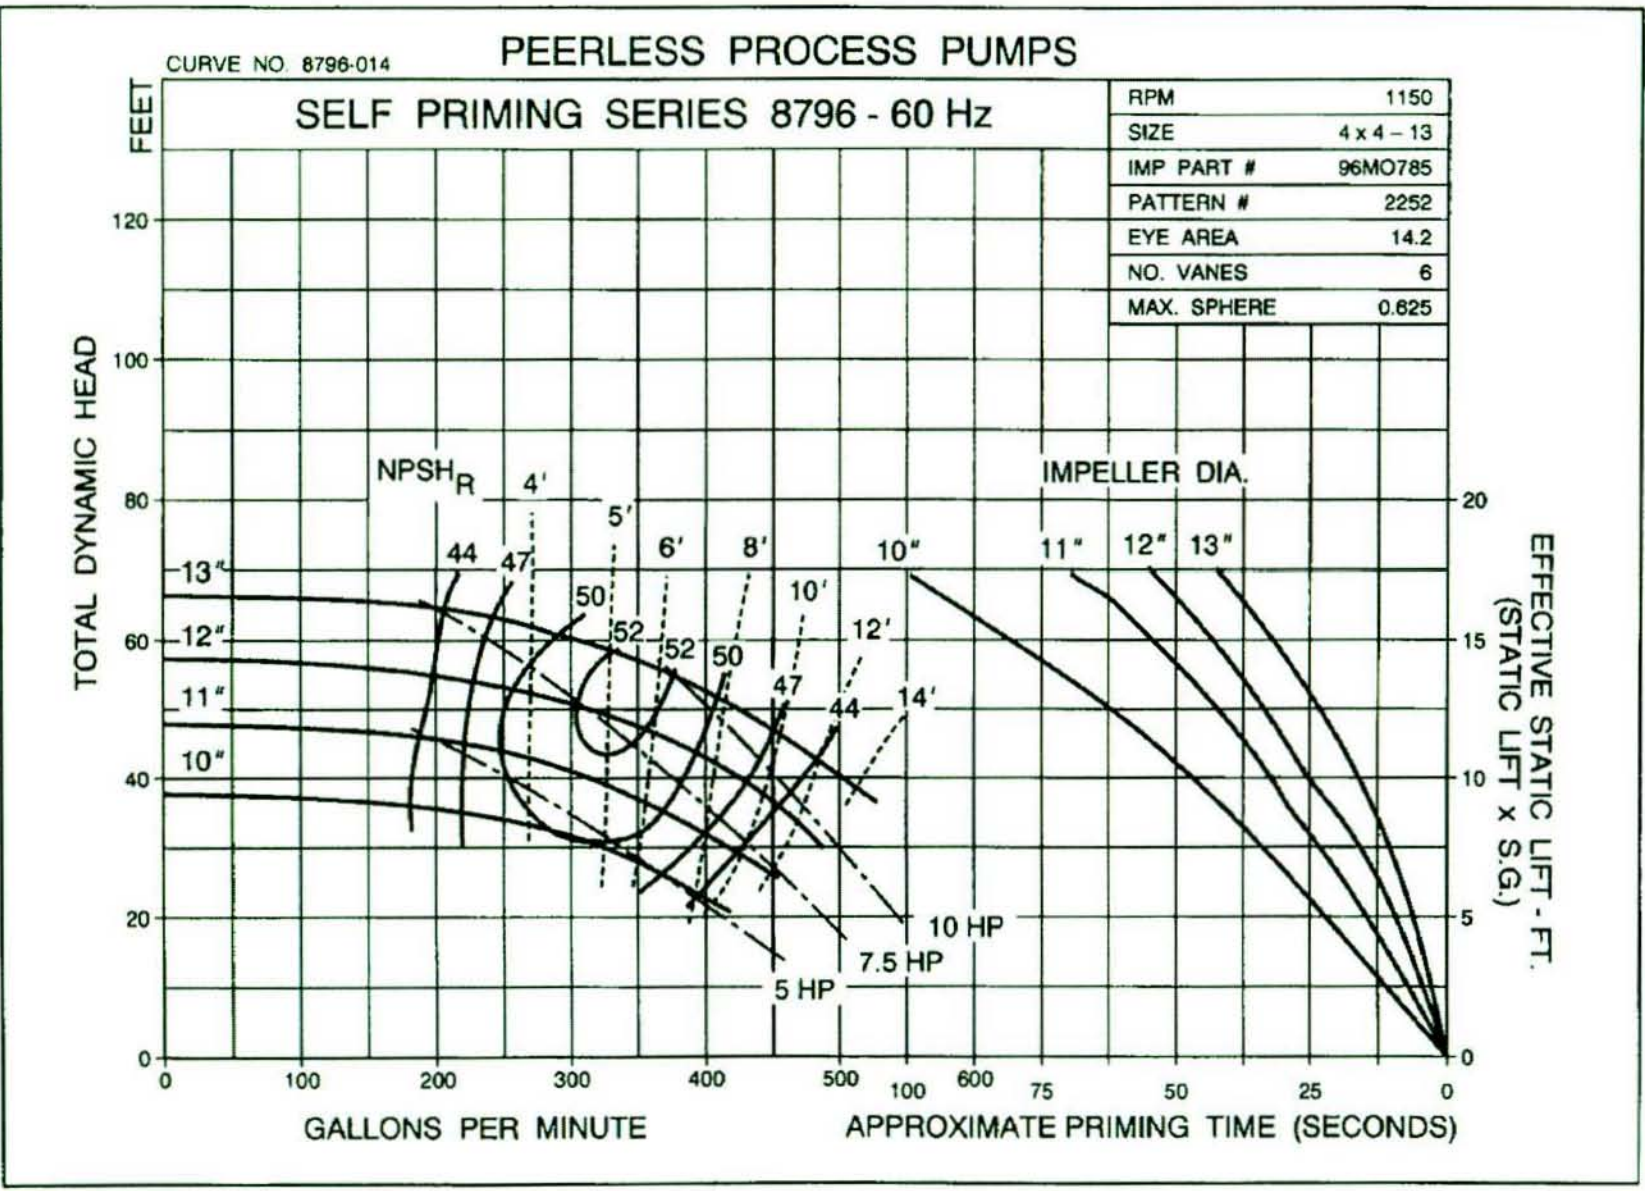 PEERLESS PROCESS PUMPS
CURVE NO. 8796-014
SELF PRIMING SERIES 8796 - 60 Hz
RPM 1150
SIZE 4 x 4 – 13
IMP PART # 96MO785
PATTERN # 2252
EYE AREA 14.2
NO. VANES 6
MAX. SPHERE 0.625
FEET
TOTAL DYNAMIC HEAD
120
100
80
60
40
20
0
NPSHR
4'
5'
6'
8'
10'
12'
14'
44
47
50
52
52
50
47
44
13"
12"
11"
10"
10 HP
7.5 HP
5 HP
IMPELLER DIA.
10"
11"
12"
13"
20
15
10
5
0
EFFECTIVE STATIC LIFT - FT.
(STATIC LIFT x S.G.)
0 100 200 300 400 500 600
GALLONS PER MINUTE
100 75 50 25 0
APPROXIMATE PRIMING TIME (SECONDS)